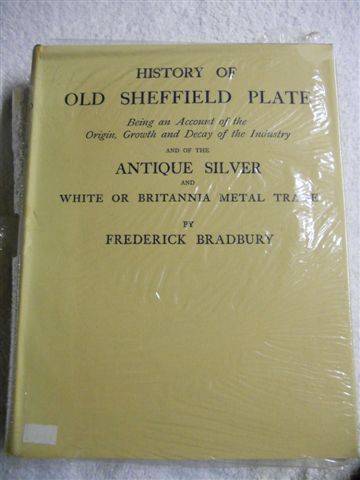 HISTORY OF
OLD SHEFFIELD PLATE
Being an Account of the
Origin, Growth and Decay of the Industry
AND OF THE
ANTIQUE SILVER
AND
WHITE OR BRITANNIA METAL TRADE
BY
FREDERICK BRADBURY